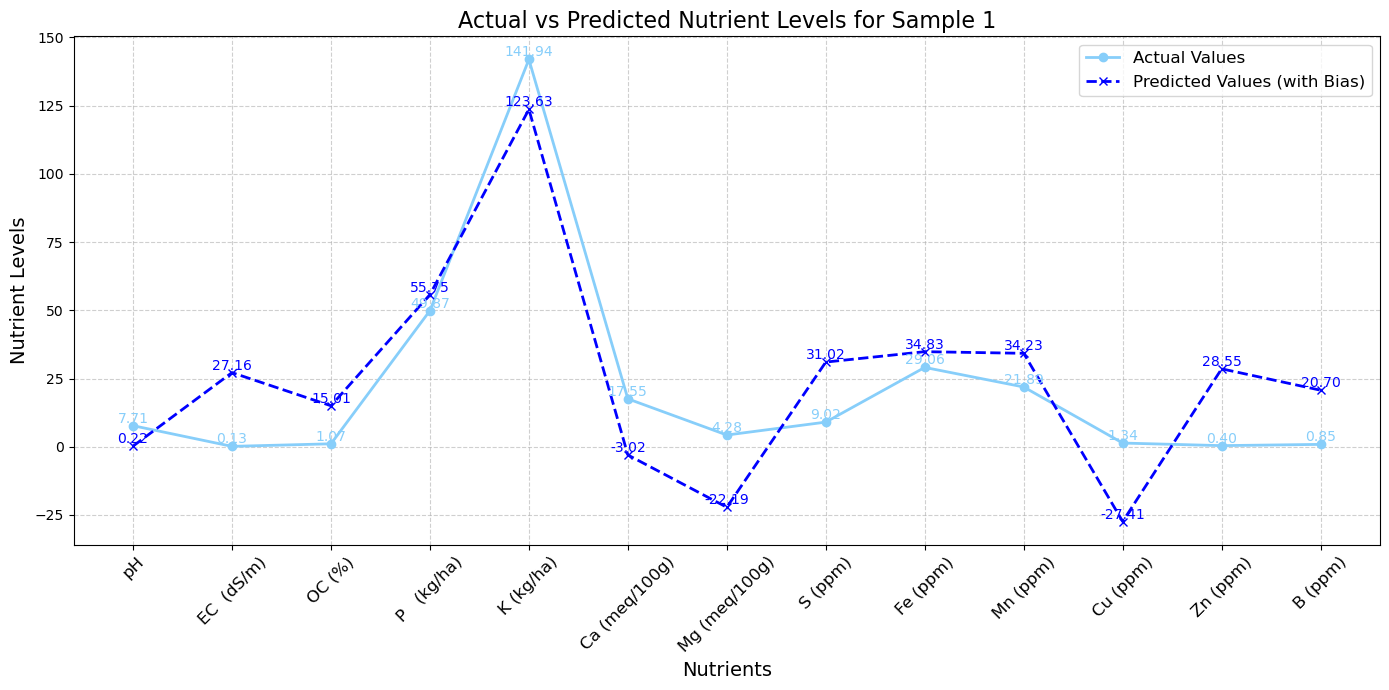 Actual vs Predicted Nutrient Levels for Sample 1
Actual Values
Predicted Values (with Bias)
Nutrient Levels
150
125
100
75
50
25
0
−25
7.71
0.13
1.07
49.87
141.94
17.55
4.28
9.02
29.06
21.89
1.34
0.40
0.85
0.22
27.16
15.01
55.75
123.63
-3.02
-22.19
31.02
34.83
34.23
-27.41
28.55
20.70
pH
EC (dS/m)
OC (%)
P (kg/ha)
K (kg/ha)
Ca (meq/100g)
Mg (meq/100g)
S (ppm)
Fe (ppm)
Mn (ppm)
Cu (ppm)
Zn (ppm)
B (ppm)
Nutrients